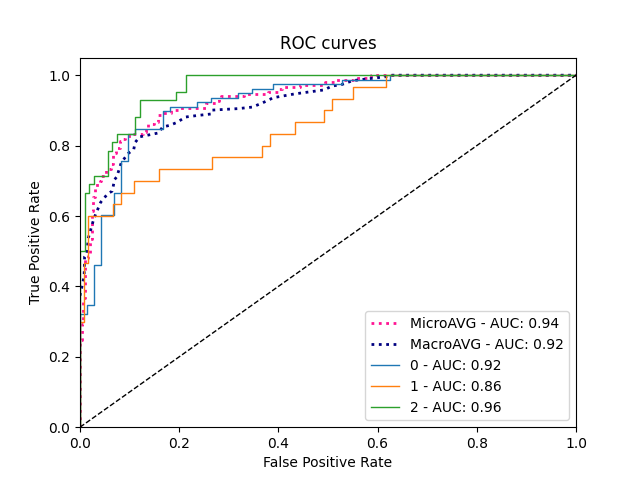 ROC curves
1.0
0.8
0.6
0.4
0.2
0.0
True Positive Rate
MicroAVG - AUC: 0.94
MacroAVG - AUC: 0.92
0 - AUC: 0.92
1 - AUC: 0.86
2 - AUC: 0.96
0.0 0.2 0.4 0.6 0.8 1.0
False Positive Rate